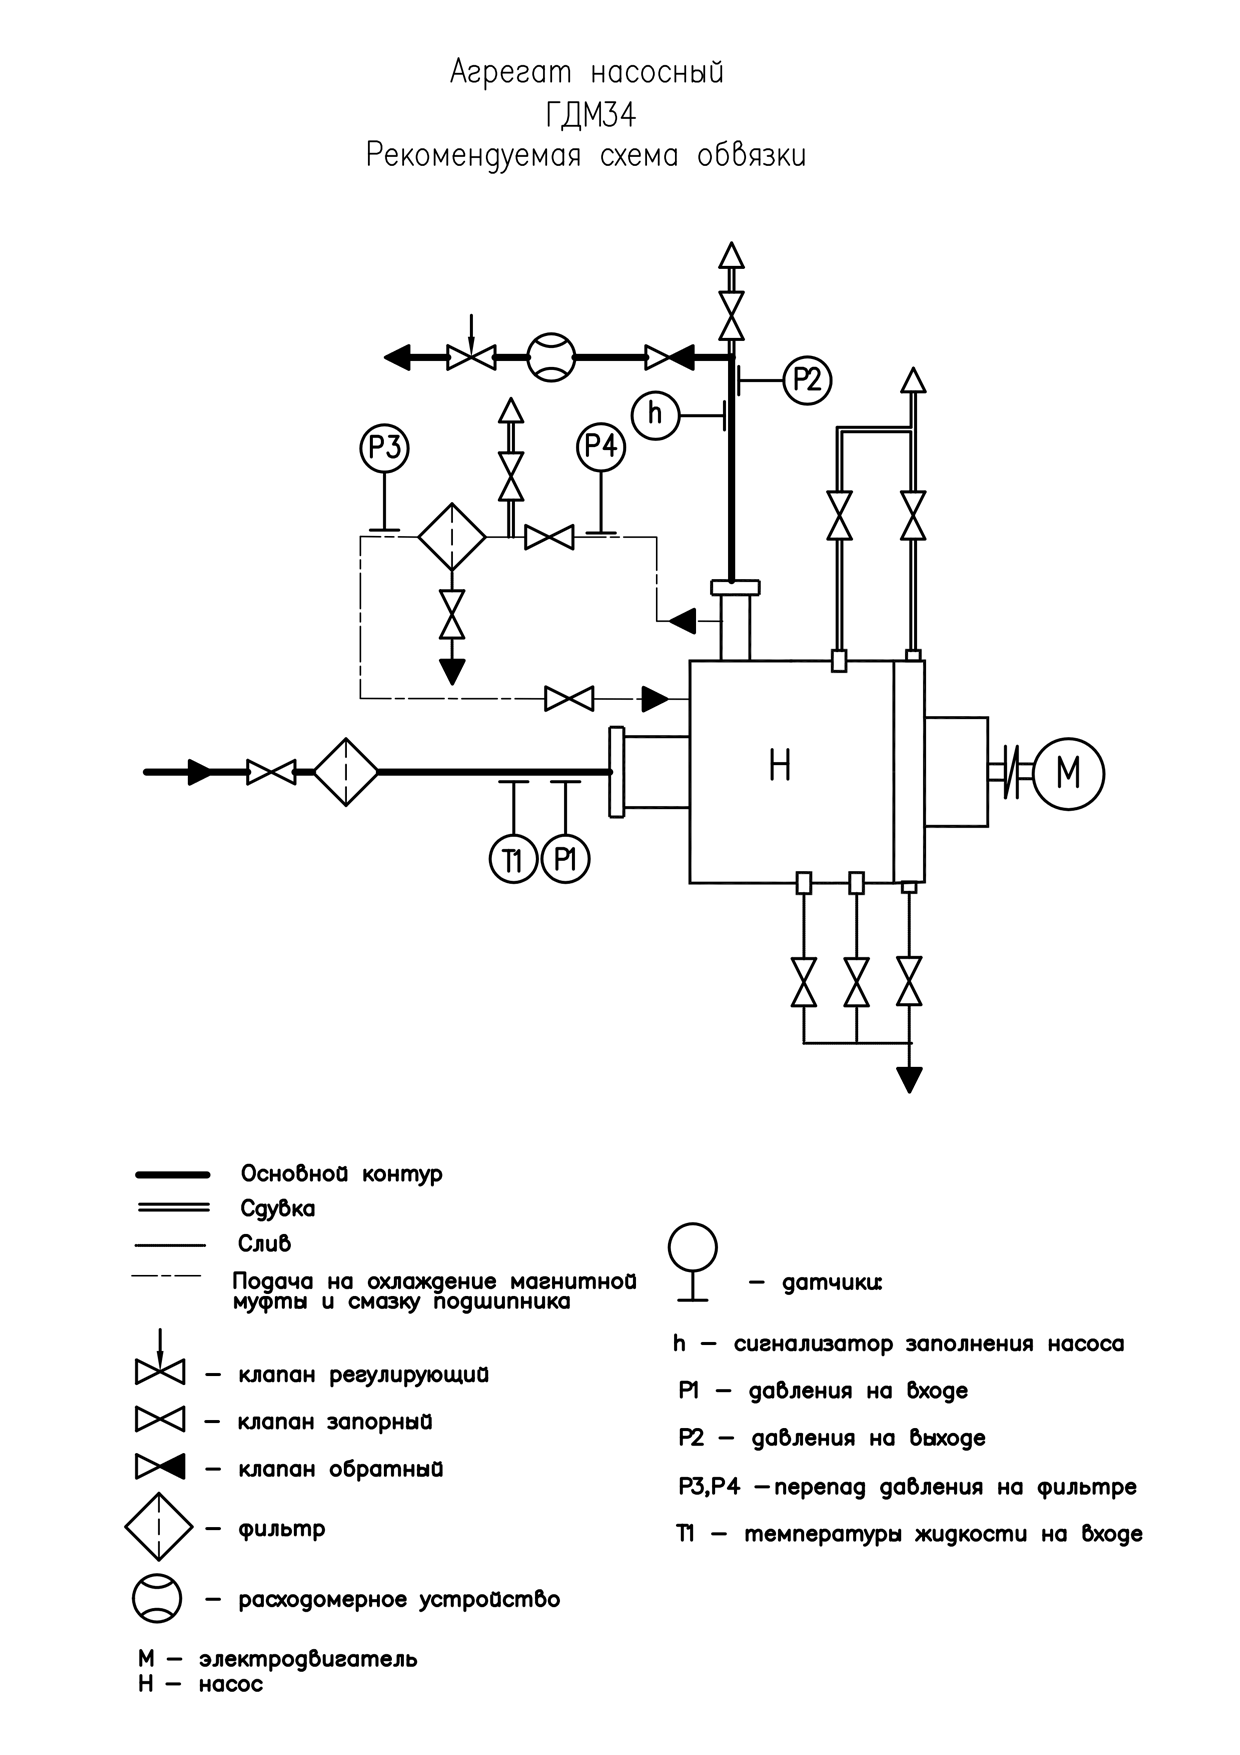 Агрегат насосный
ГДМ34
Рекомендуемая схема обвязки
P2
h
P3
P4
H
M
T1
P1
Основной контур
Сдувка
Слив
Подача на охлаждение магнитной
муфты и смазку подшипника
– клапан регулирующий
– клапан запорный
– клапан обратный
– фильтр
– расходомерное устройство
М – электродвигатель
Н – насос
– датчики:
h – сигнализатор заполнения насоса
P1 – давления на входе
P2 – давления на выходе
P3,P4 – перепад давления на фильтре
T1 – температуры жидкости на входе